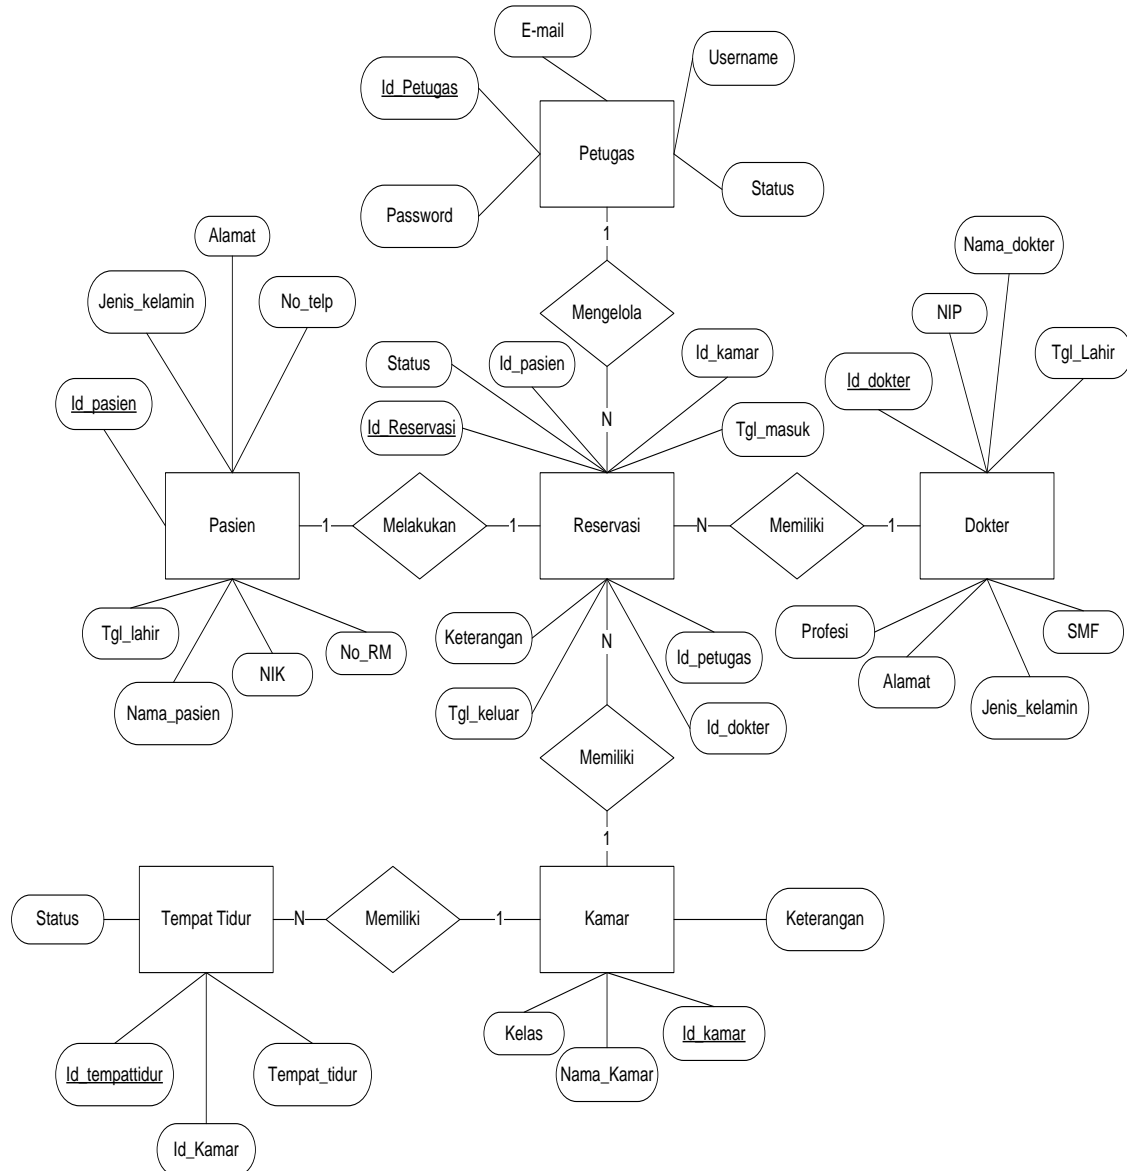 E-mail
Username
Id_Petugas
Petugas
Status
Password
1
Alamat
Nama_dokter
Jenis_kelamin
No_telp
Mengelola
NIP
Status
Id_pasien
Id_kamar
Tgl_Lahir
Id_pasien
Id_dokter
Id_Reservasi
N
Tgl_masuk
Pasien
1
Melakukan
1
Reservasi
N
Memiliki
1
Dokter
Tgl_lahir
No_RM
Keterangan
N
Id_petugas
Profesi
SMF
NIK
Alamat
Nama_pasien
Tgl_keluar
Id_dokter
Jenis_kelamin
Memiliki
1
Status
Tempat Tidur
N
Memiliki
1
Kamar
Keterangan
Kelas
Id_kamar
Id_tempattidur
Tempat_tidur
Nama_Kamar
Id_Kamar